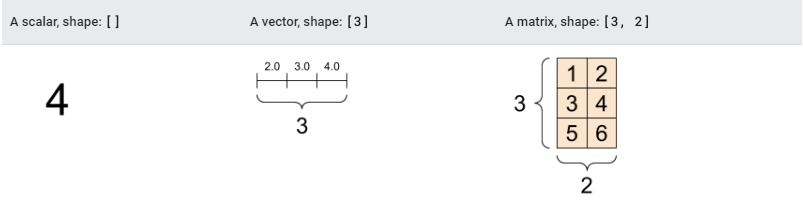 A scalar, shape: [] A vector, shape: [3] A matrix, shape: [3, 2]
4
2.0 3.0 4.0
3
1 2
3 3 4
5 6
2